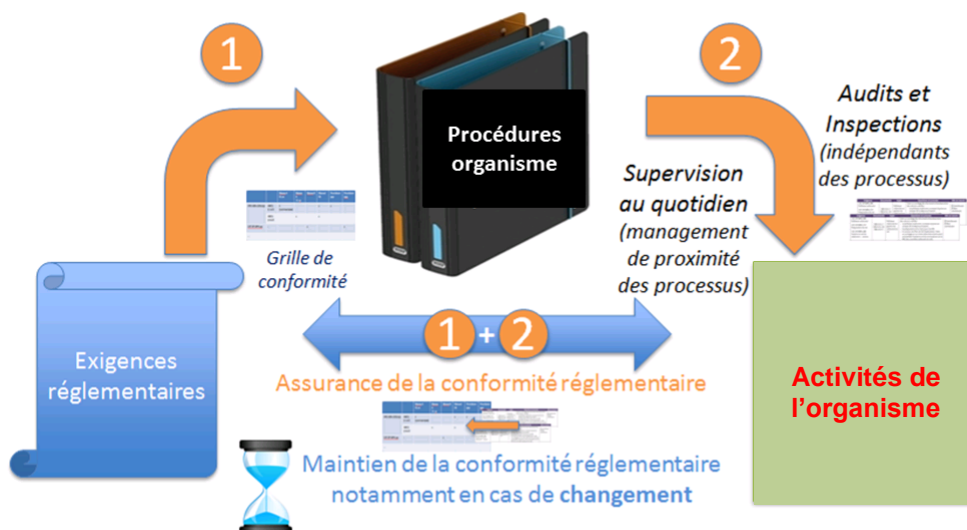 1
2
Procédures
organisme
Audits et
Inspections
(indépendants
des processus)
Supervision
au quotidien
(management
de proximité
des processus)
Grille de
conformité
Exigences
réglementaires
1 + 2
Assurance de la conformité réglementaire
Activités de
l’organisme
Maintien de la conformité réglementaire
notamment en cas de changement